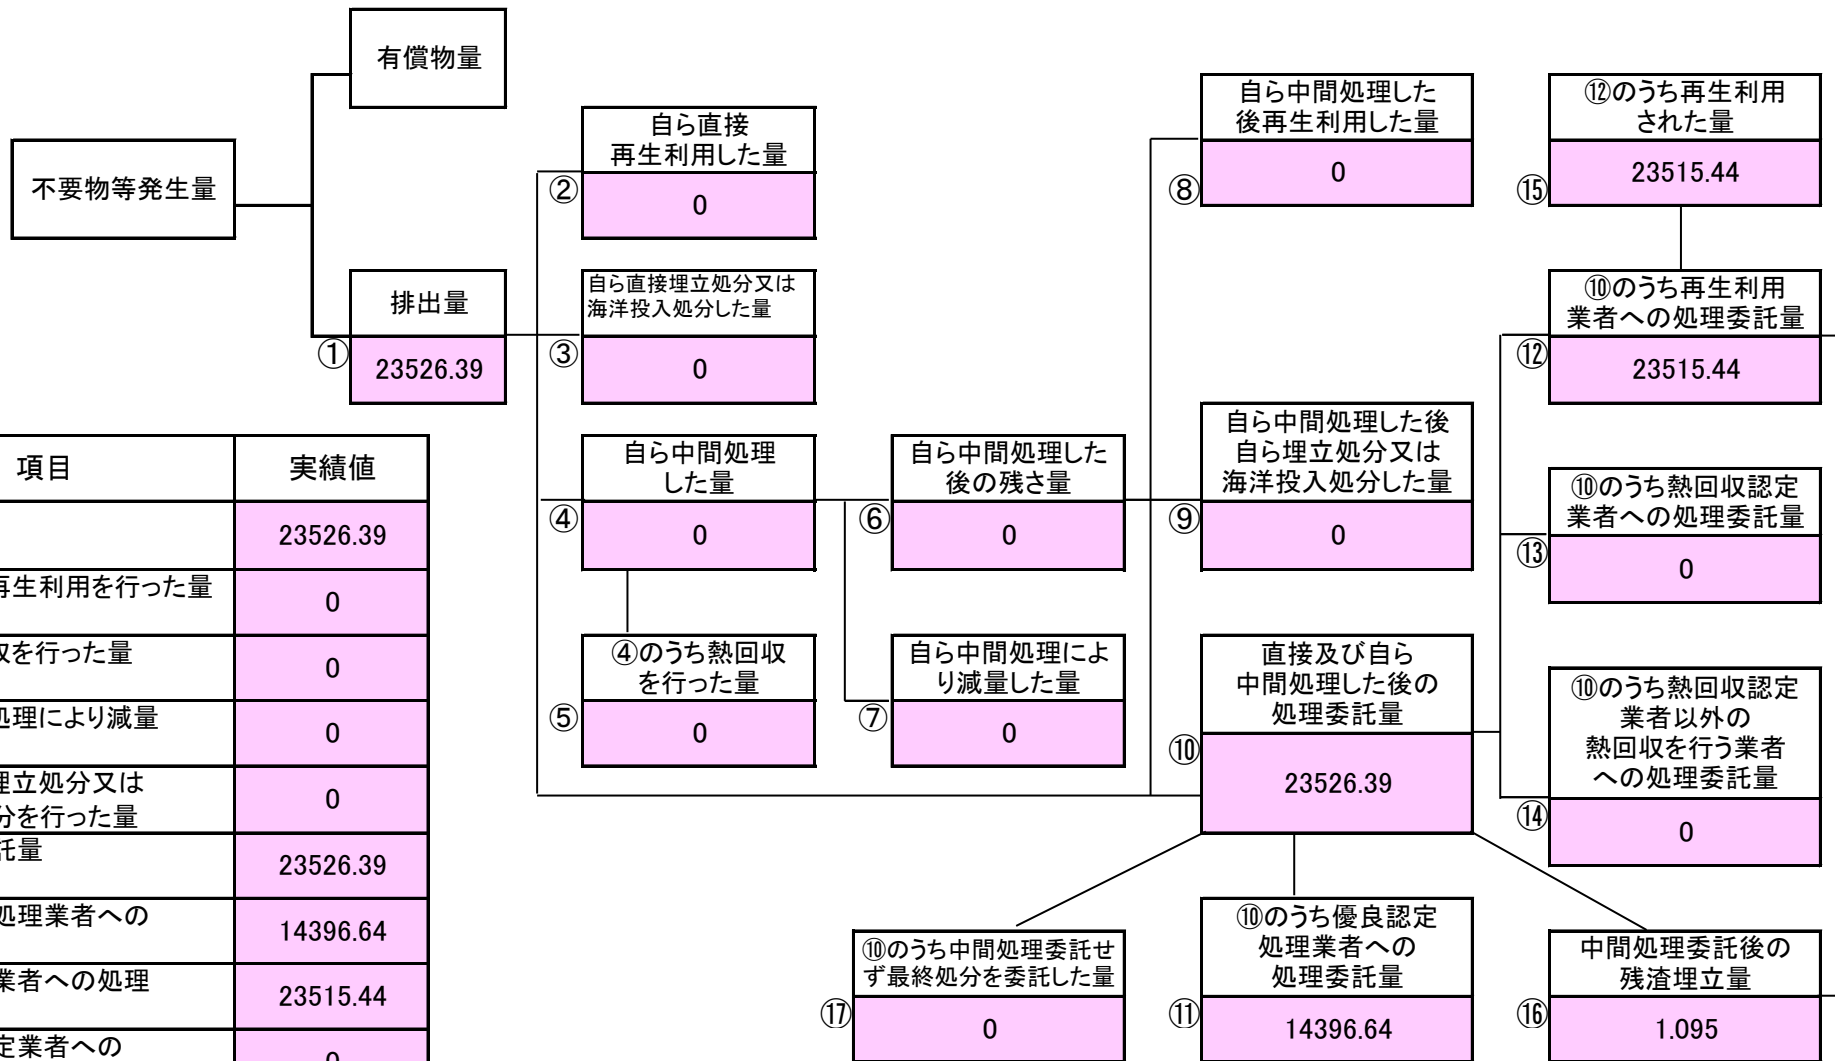 有償物量
不要物等発生量
排出量
①
23526.39
自ら直接
再生利用した量
②
0
自ら直接埋立処分又は
海洋投入処分した量
③
0
自ら中間処理
した量
④
0
④のうち熱回収
を行った量
⑤
0
自ら中間処理した
後の残さ量
⑥
0
自ら中間処理によ
り減量した量
⑦
0
自ら中間処理した
後再生利用した量
⑧
0
自ら中間処理した後
自ら埋立処分又は
海洋投入処分した量
⑨
0
直接及び自ら
中間処理した後の
処理委託量
⑩
23526.39
⑫のうち再生利用
された量
⑮
23515.44
⑩のうち再生利用
業者への処理委託量
⑫
23515.44
⑩のうち熱回収認定
業者への処理委託量
⑬
0
⑩のうち熱回収認定
業者以外の
熱回収を行う業者
への処理委託量
⑭
0
⑩のうち中間処理委託せ
ず最終処分を委託した量
⑰
0
⑩のうち優良認定
処理業者への
処理委託量
⑪
14396.64
中間処理委託後の
残渣埋立量
⑯
1.095
項目 実績値
23526.39
再生利用を行った量
0
を行った量
0
処理により減量
0
埋立処分又は
分を行った量
0
託量
23526.39
処理業者への
14396.64
業者への処理
23515.44
定業者への
0